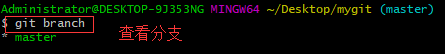 Administrator@DESKTOP-9J353NG MINGW64 ~/Desktop/mygit (master)
$ git branch
* master
查看分支